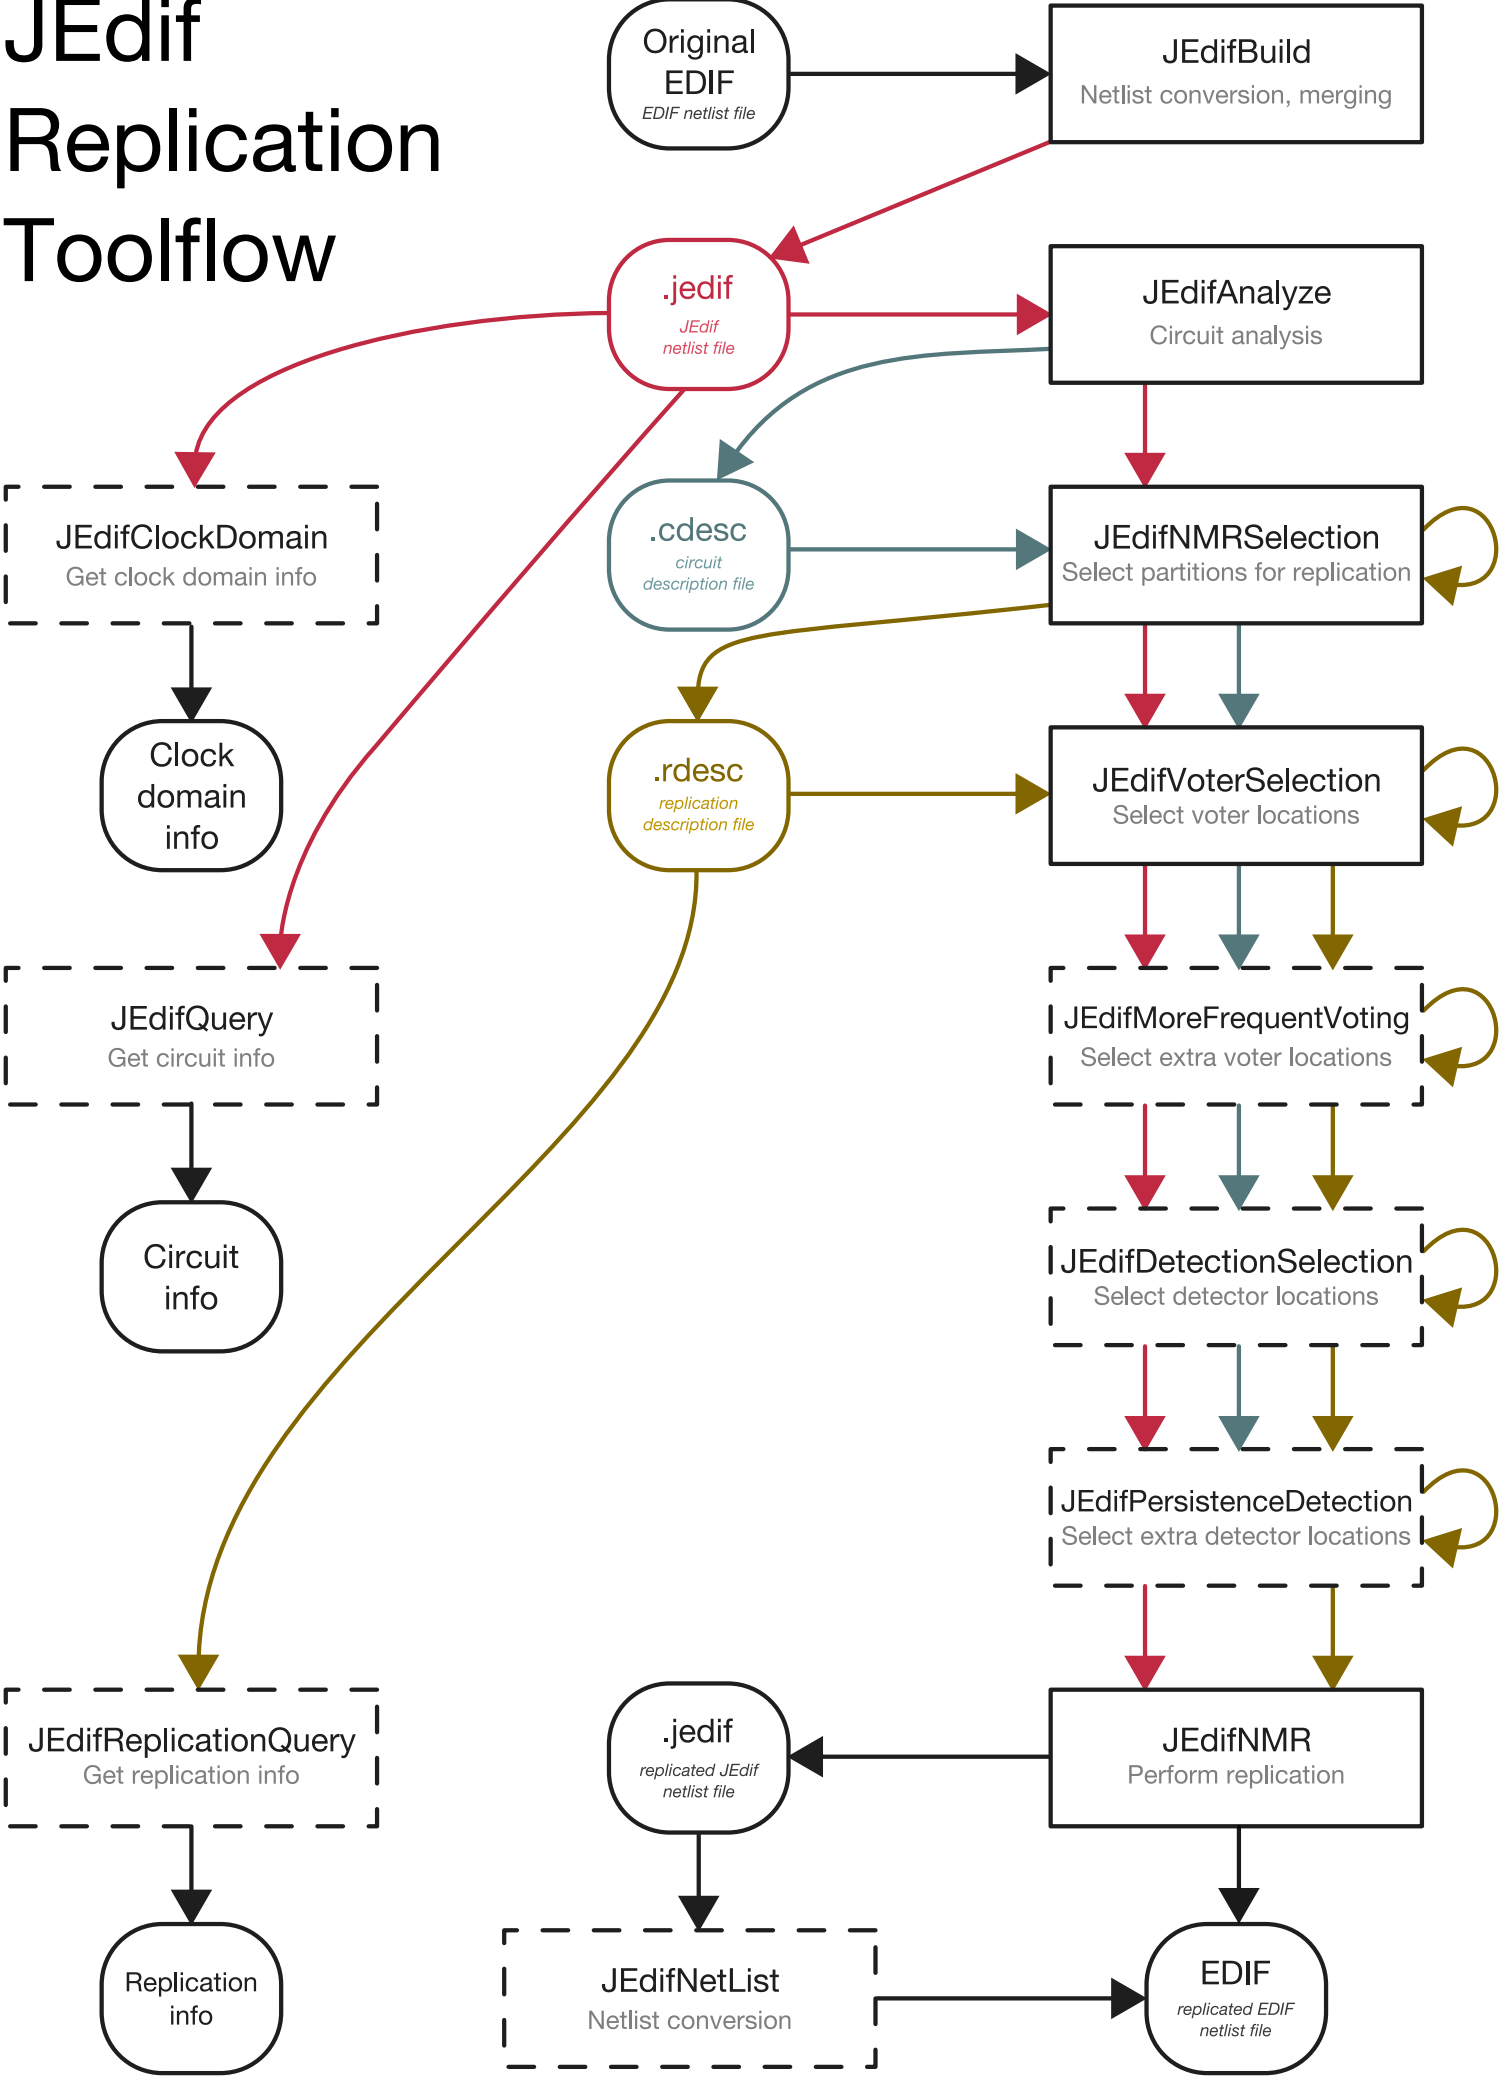 JEdif
Replication
Toolflow
Original
EDIF
EDIF netlist file
JEdifBuild
Netlist conversion, merging
.jedif
JEdif
netlist file
JEdifAnalyze
Circuit analysis
JEdifClockDomain
Get clock domain info
.cdesc
circuit
description file
JEdifNMRSelection
Select partitions for replication
Clock
domain
info
.rdesc
replication
description file
JEdifVoterSelection
Select voter locations
JEdifQuery
Get circuit info
JEdifMoreFrequentVoting
Select extra voter locations
Circuit
info
JEdifDetectionSelection
Select detector locations
JEdifPersistenceDetection
Select extra detector locations
JEdifReplicationQuery
Get replication info
.jedif
replicated JEdif
netlist file
JEdifNMR
Perform replication
Replication
info
JEdifNetList
Netlist conversion
EDIF
replicated EDIF
netlist file